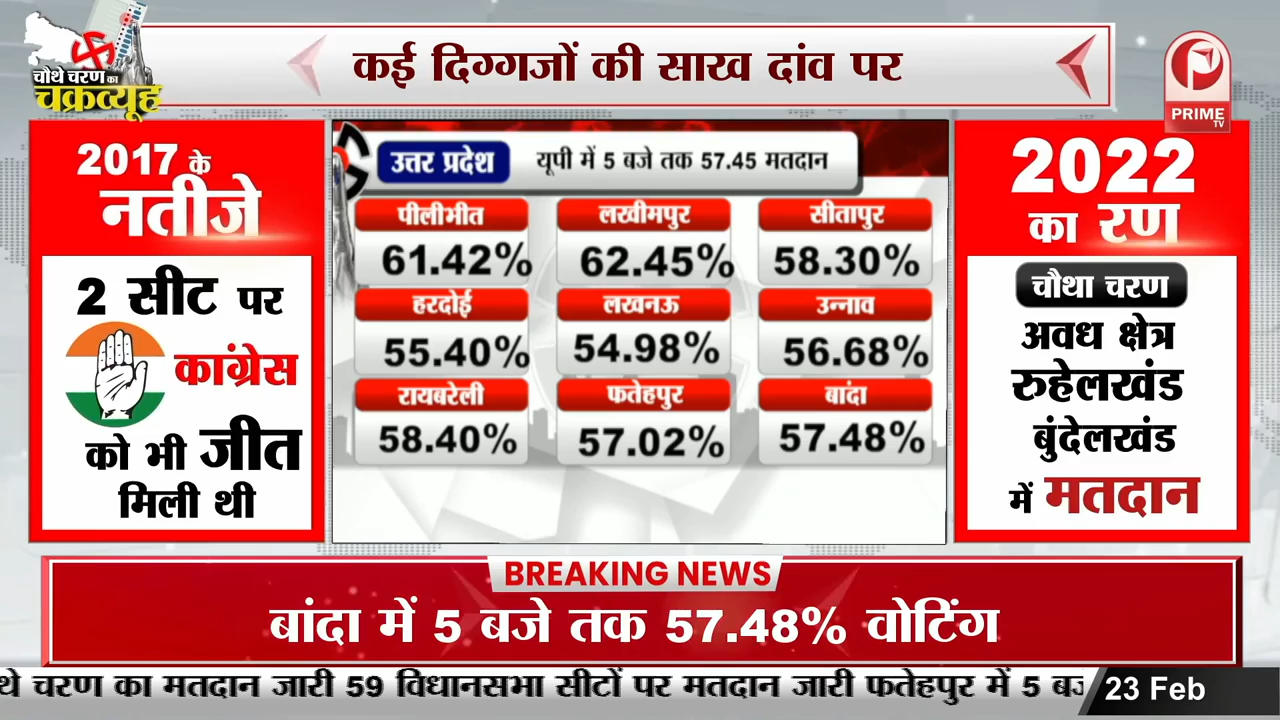 चौथे चरण का
चक्रव्यूह
कई दिग्गजों की साख दांव पर
PRIME
TV
2017 के
नतीजे
2 सीट पर
कांग्रेस
को भी जीत
मिली थी
उत्तर प्रदेश
यूपी में 5 बजे तक 57.45 मतदान
पीलीभीत
लखीमपुर
सीतापुर
61.42%
62.45%
58.30%
हरदोई
लखनऊ
उन्नाव
55.40%
54.98%
56.68%
रायबरेली
फतेहपुर
बांदा
58.40%
57.02%
57.48%
2022
का रण
चौथा चरण
अवध क्षेत्र
रुहेलखंड
बुंदेलखंड
में मतदान
BREAKING NEWS
बांदा में 5 बजे तक 57.48% वोटिंग
थे चरण का मतदान जारी 59 विधानसभा सीटों पर मतदान जारी फतेहपुर में 5 बज
23 Feb